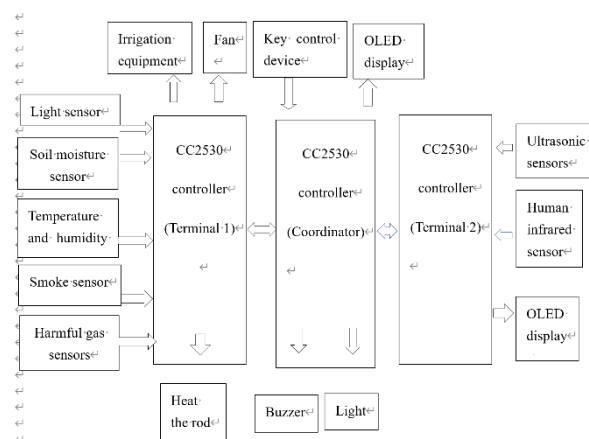 Irrigation
equipment
Fan
Key control
device
OLED
display
Light sensor
Soil moisture
sensor
Temperature
and humidity
Smoke sensor
Harmful gas
sensors
CC2530
controller
(Terminal 1)
CC2530
controller
(Coordinator)
CC2530
controller
(Terminal 2)
Ultrasonic
sensors
Human
infrared
sensor
OLED
display
Heat
the rod
Buzzer
Light